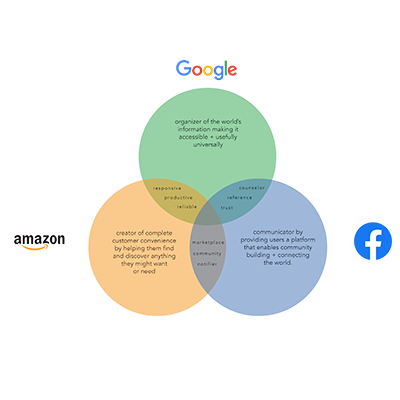 Google
organizer of the world's
information making it
accessible + usefully
universally
responsive
productive
reliable
counselor
reference
trust
amazon
creator of complete
customer convenience
by helping them find
and discover anything
they might want
or need
marketplace
community
notifier
communicator by
providing users a platform
that enables community
building + connecting
the world.
f